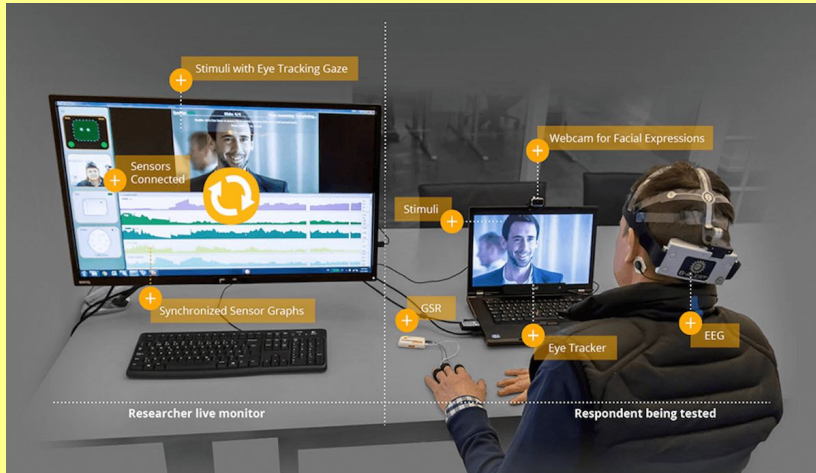 Stimuli with Eye Tracking Gaze
Webcam for Facial Expressions
Sensors
Connected
Stimuli
Synchronized Sensor Graphs
GSR
Eye Tracker
EEG
BENQ
Researcher live monitor
Respondent being tested